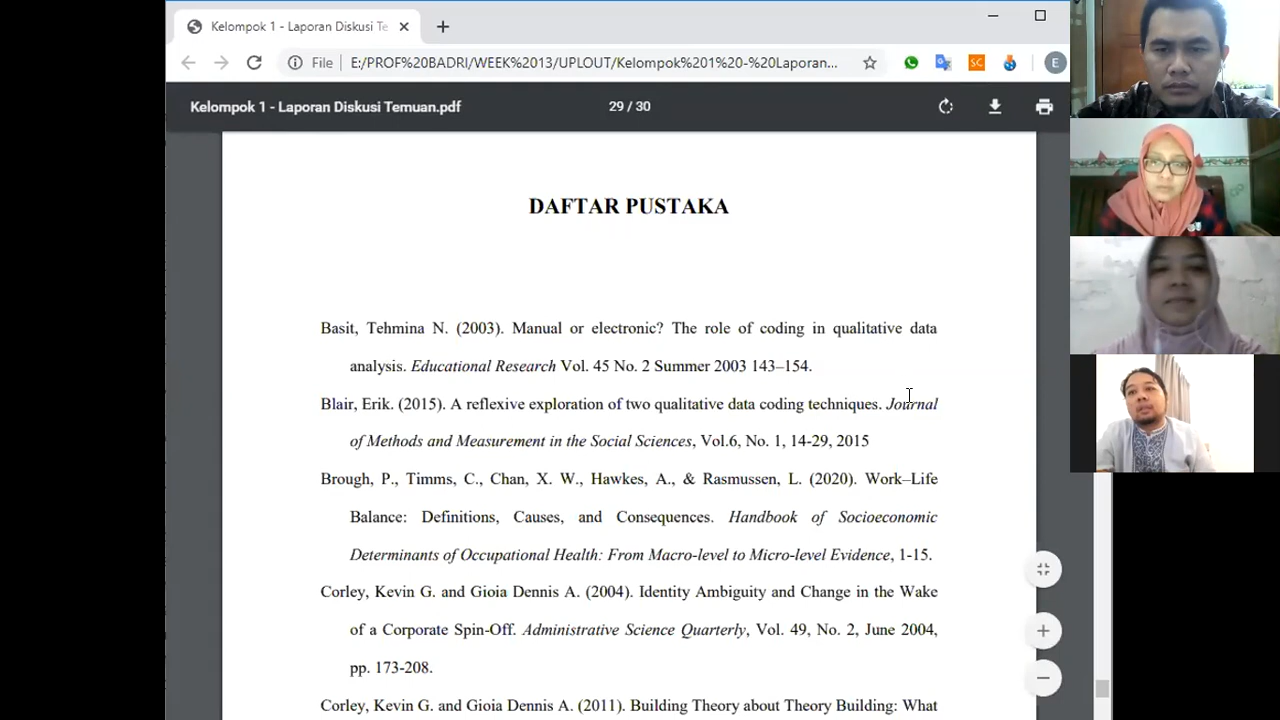 Kelompok 1 - Laporan Diskusi Te
File
E:/PROF%20BADRI/WEEK%2013/UPLOUT/Kelompok%201%20-%20Laporan...
SC
E
Kelompok 1 - Laporan Diskusi Temuan.pdf
29 / 30
DAFTAR PUSTAKA
Basit, Tehmina N. (2003). Manual or electronic? The role of coding in qualitative data
analysis. Educational Research Vol. 45 No. 2 Summer 2003 143–154.
Blair, Erik. (2015). A reflexive exploration of two qualitative data coding techniques. Journal
of Methods and Measurement in the Social Sciences, Vol.6, No. 1, 14-29, 2015
Brough, P., Timms, C., Chan, X. W., Hawkes, A., & Rasmussen, L. (2020). Work–Life
Balance: Definitions, Causes, and Consequences. Handbook of Socioeconomic
Determinants of Occupational Health: From Macro-level to Micro-level Evidence, 1-15.
Corley, Kevin G. and Gioia Dennis A. (2004). Identity Ambiguity and Change in the Wake
of a Corporate Spin-Off. Administrative Science Quarterly, Vol. 49, No. 2, June 2004,
pp. 173-208.
Corley, Kevin G. and Gioia Dennis A. (2011). Building Theory about Theory Building: What